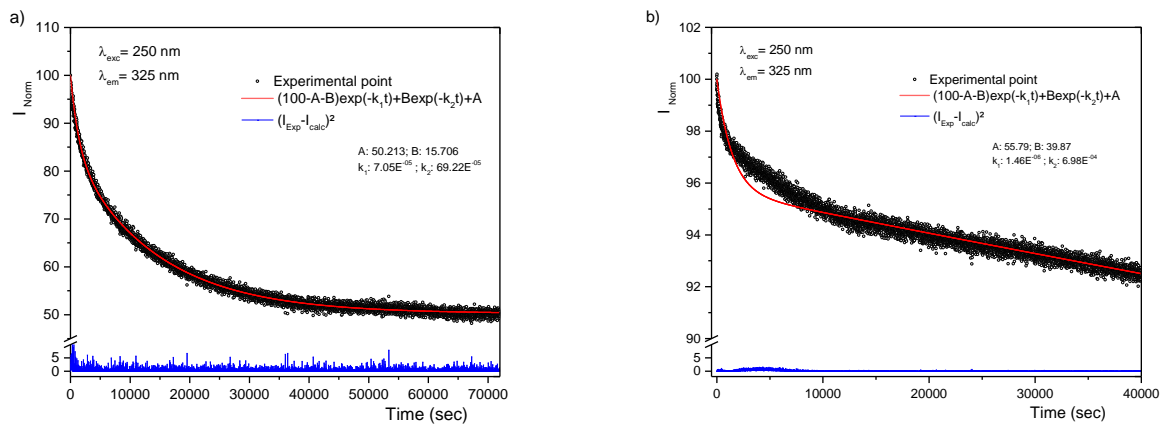 a)
110
100
90
80
70
60
50
5
0
I Norm
λexc= 250 nm
λem= 325 nm
Experimental point
(100-A-B)exp(-k1t)+Bexp(-k2t)+A
(IExp-Icalc)²
A: 50.213; B: 15.706
k1: 7.05E-05 ; k2: 69.22E-05
0 10000 20000 30000 40000 50000 60000 70000
Time (sec)
b)
102
100
98
96
94
92
90
5
0
I Norm
λexc= 250 nm
λem= 325 nm
Experimental point
(100-A-B)exp(-k1t)+Bexp(-k2t)+A
(IExp-Icalc)²
A: 55.79; B: 39.87
k1: 1.46E-06 ; k2: 6.98E-04
0 10000 20000 30000 40000
Time (sec)